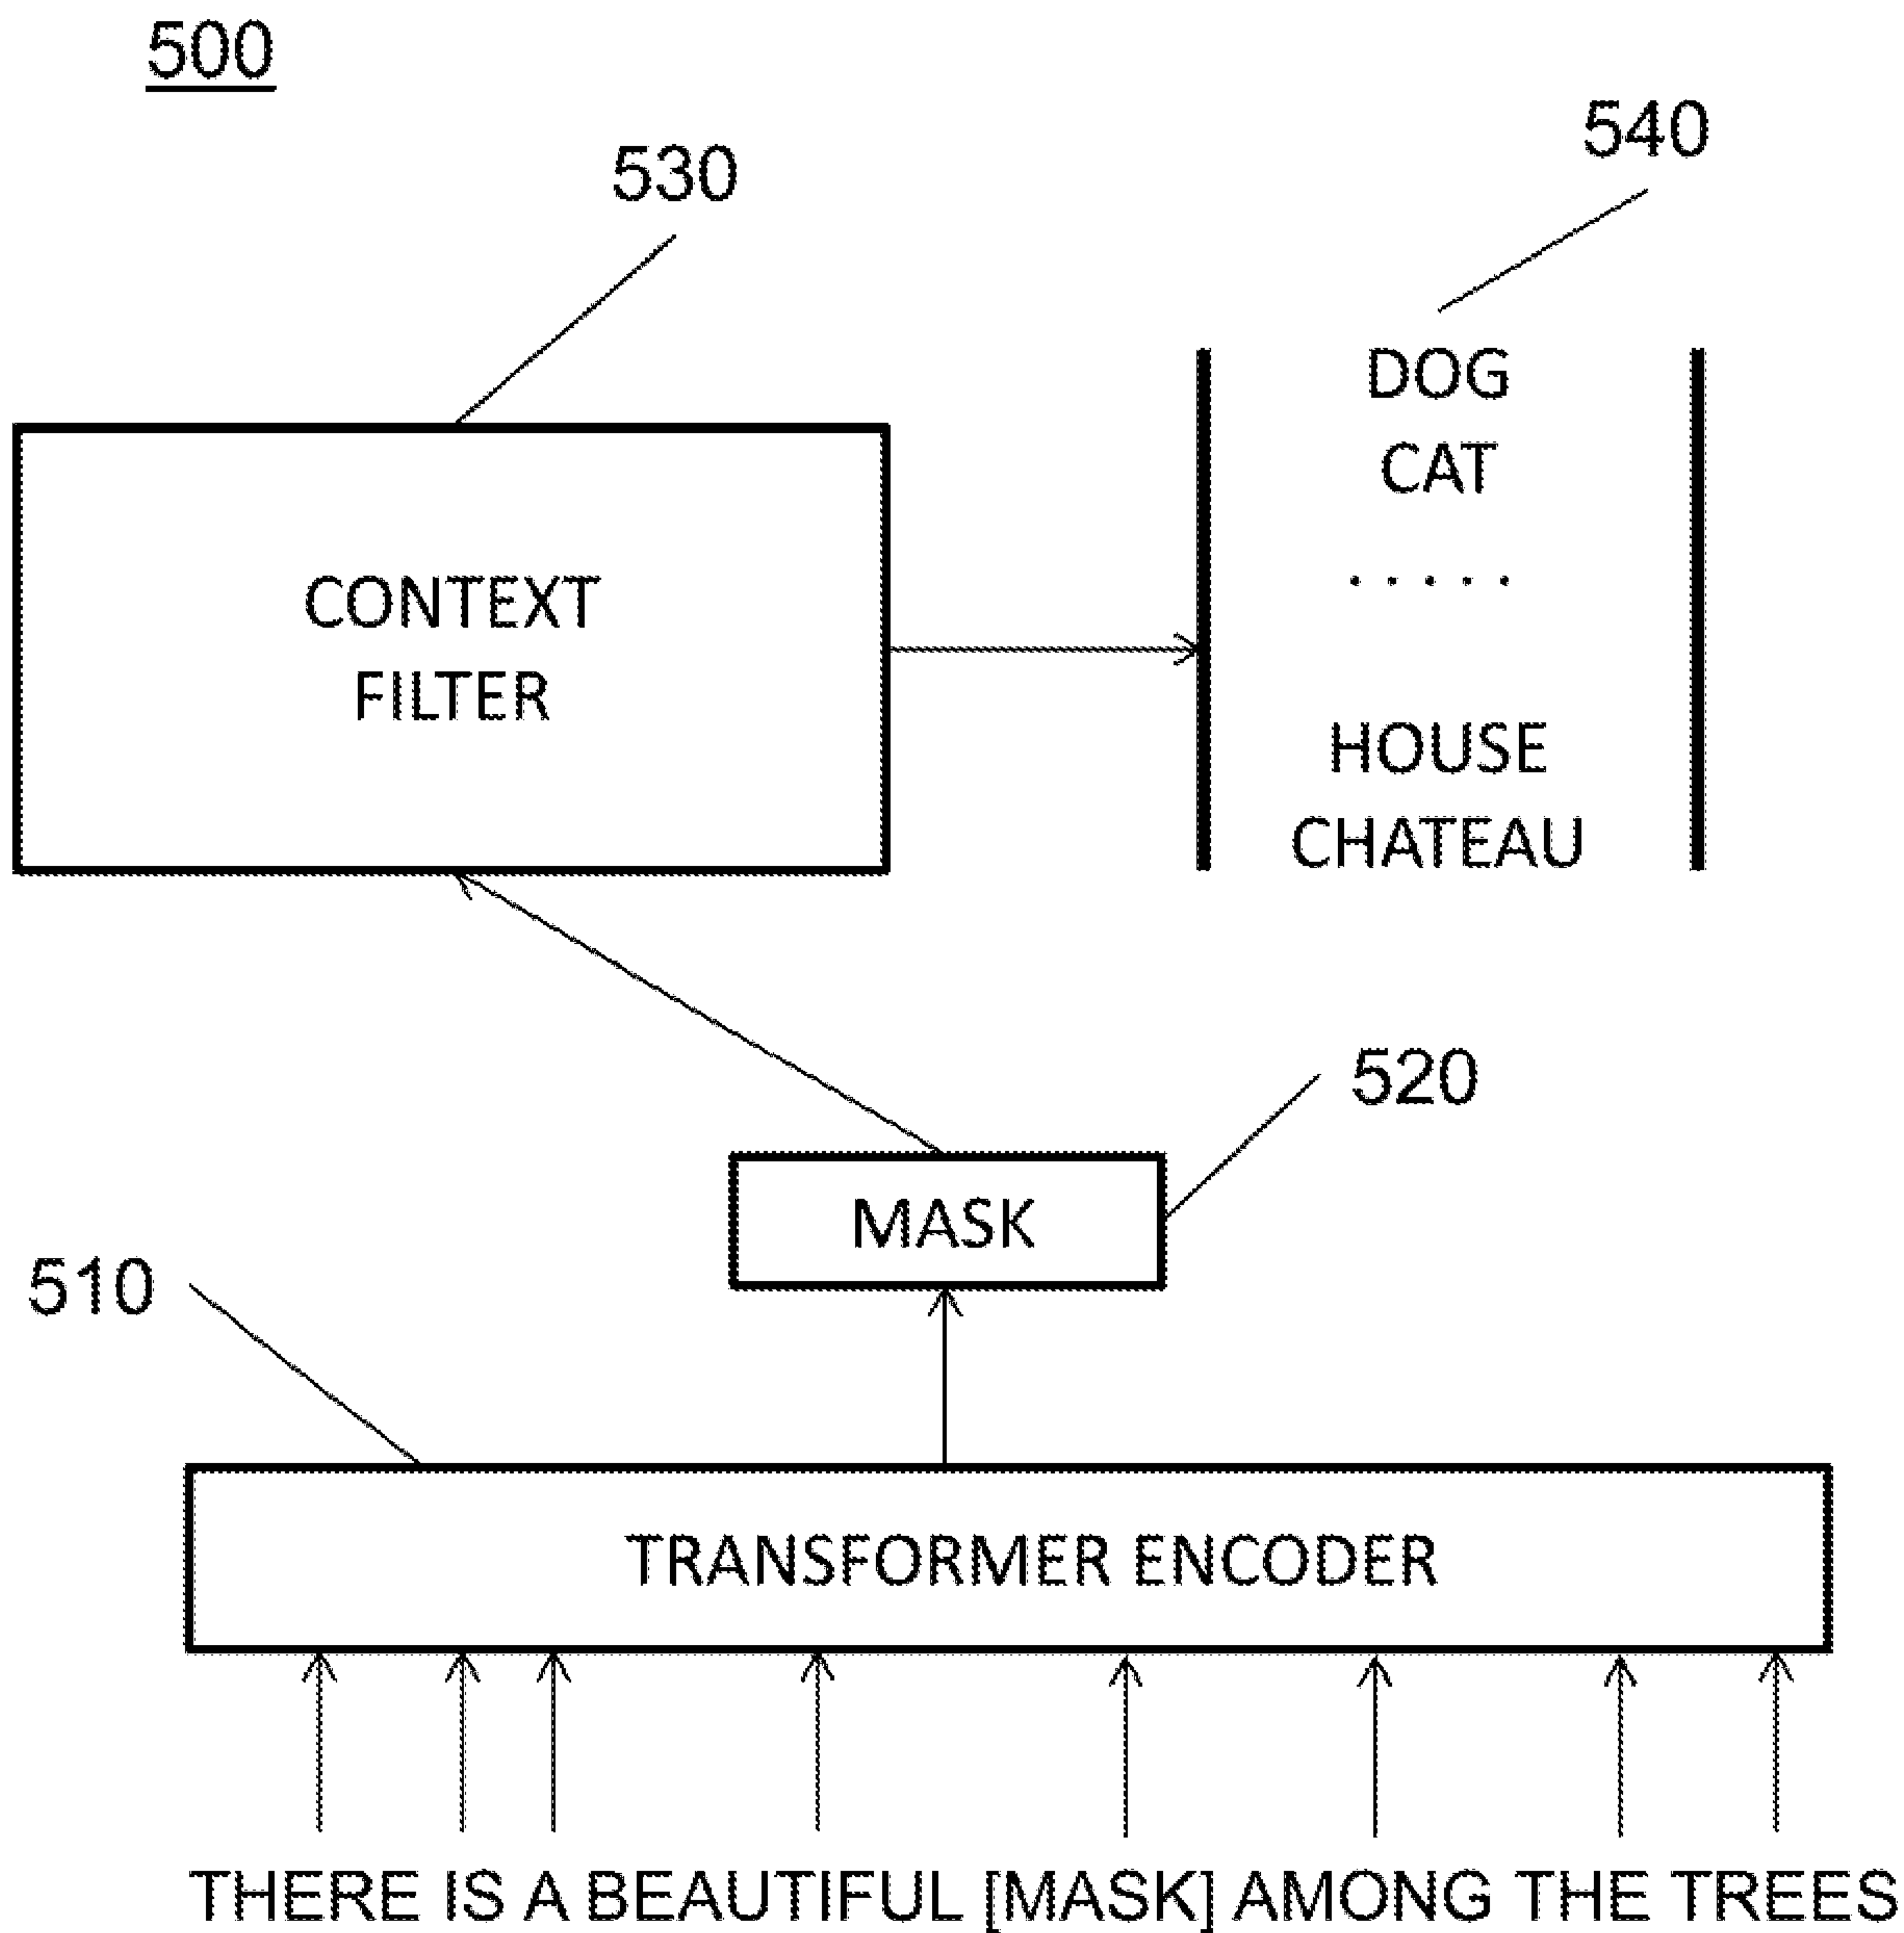 500
530
540
DOG
CAT
.....
CONTEXT
FILTER
HOUSE
CHATEAU
520
MASK
510
TRANSFORMER ENCODER
THERE IS A BEAUTIFUL [MASK] AMONG THE TREES